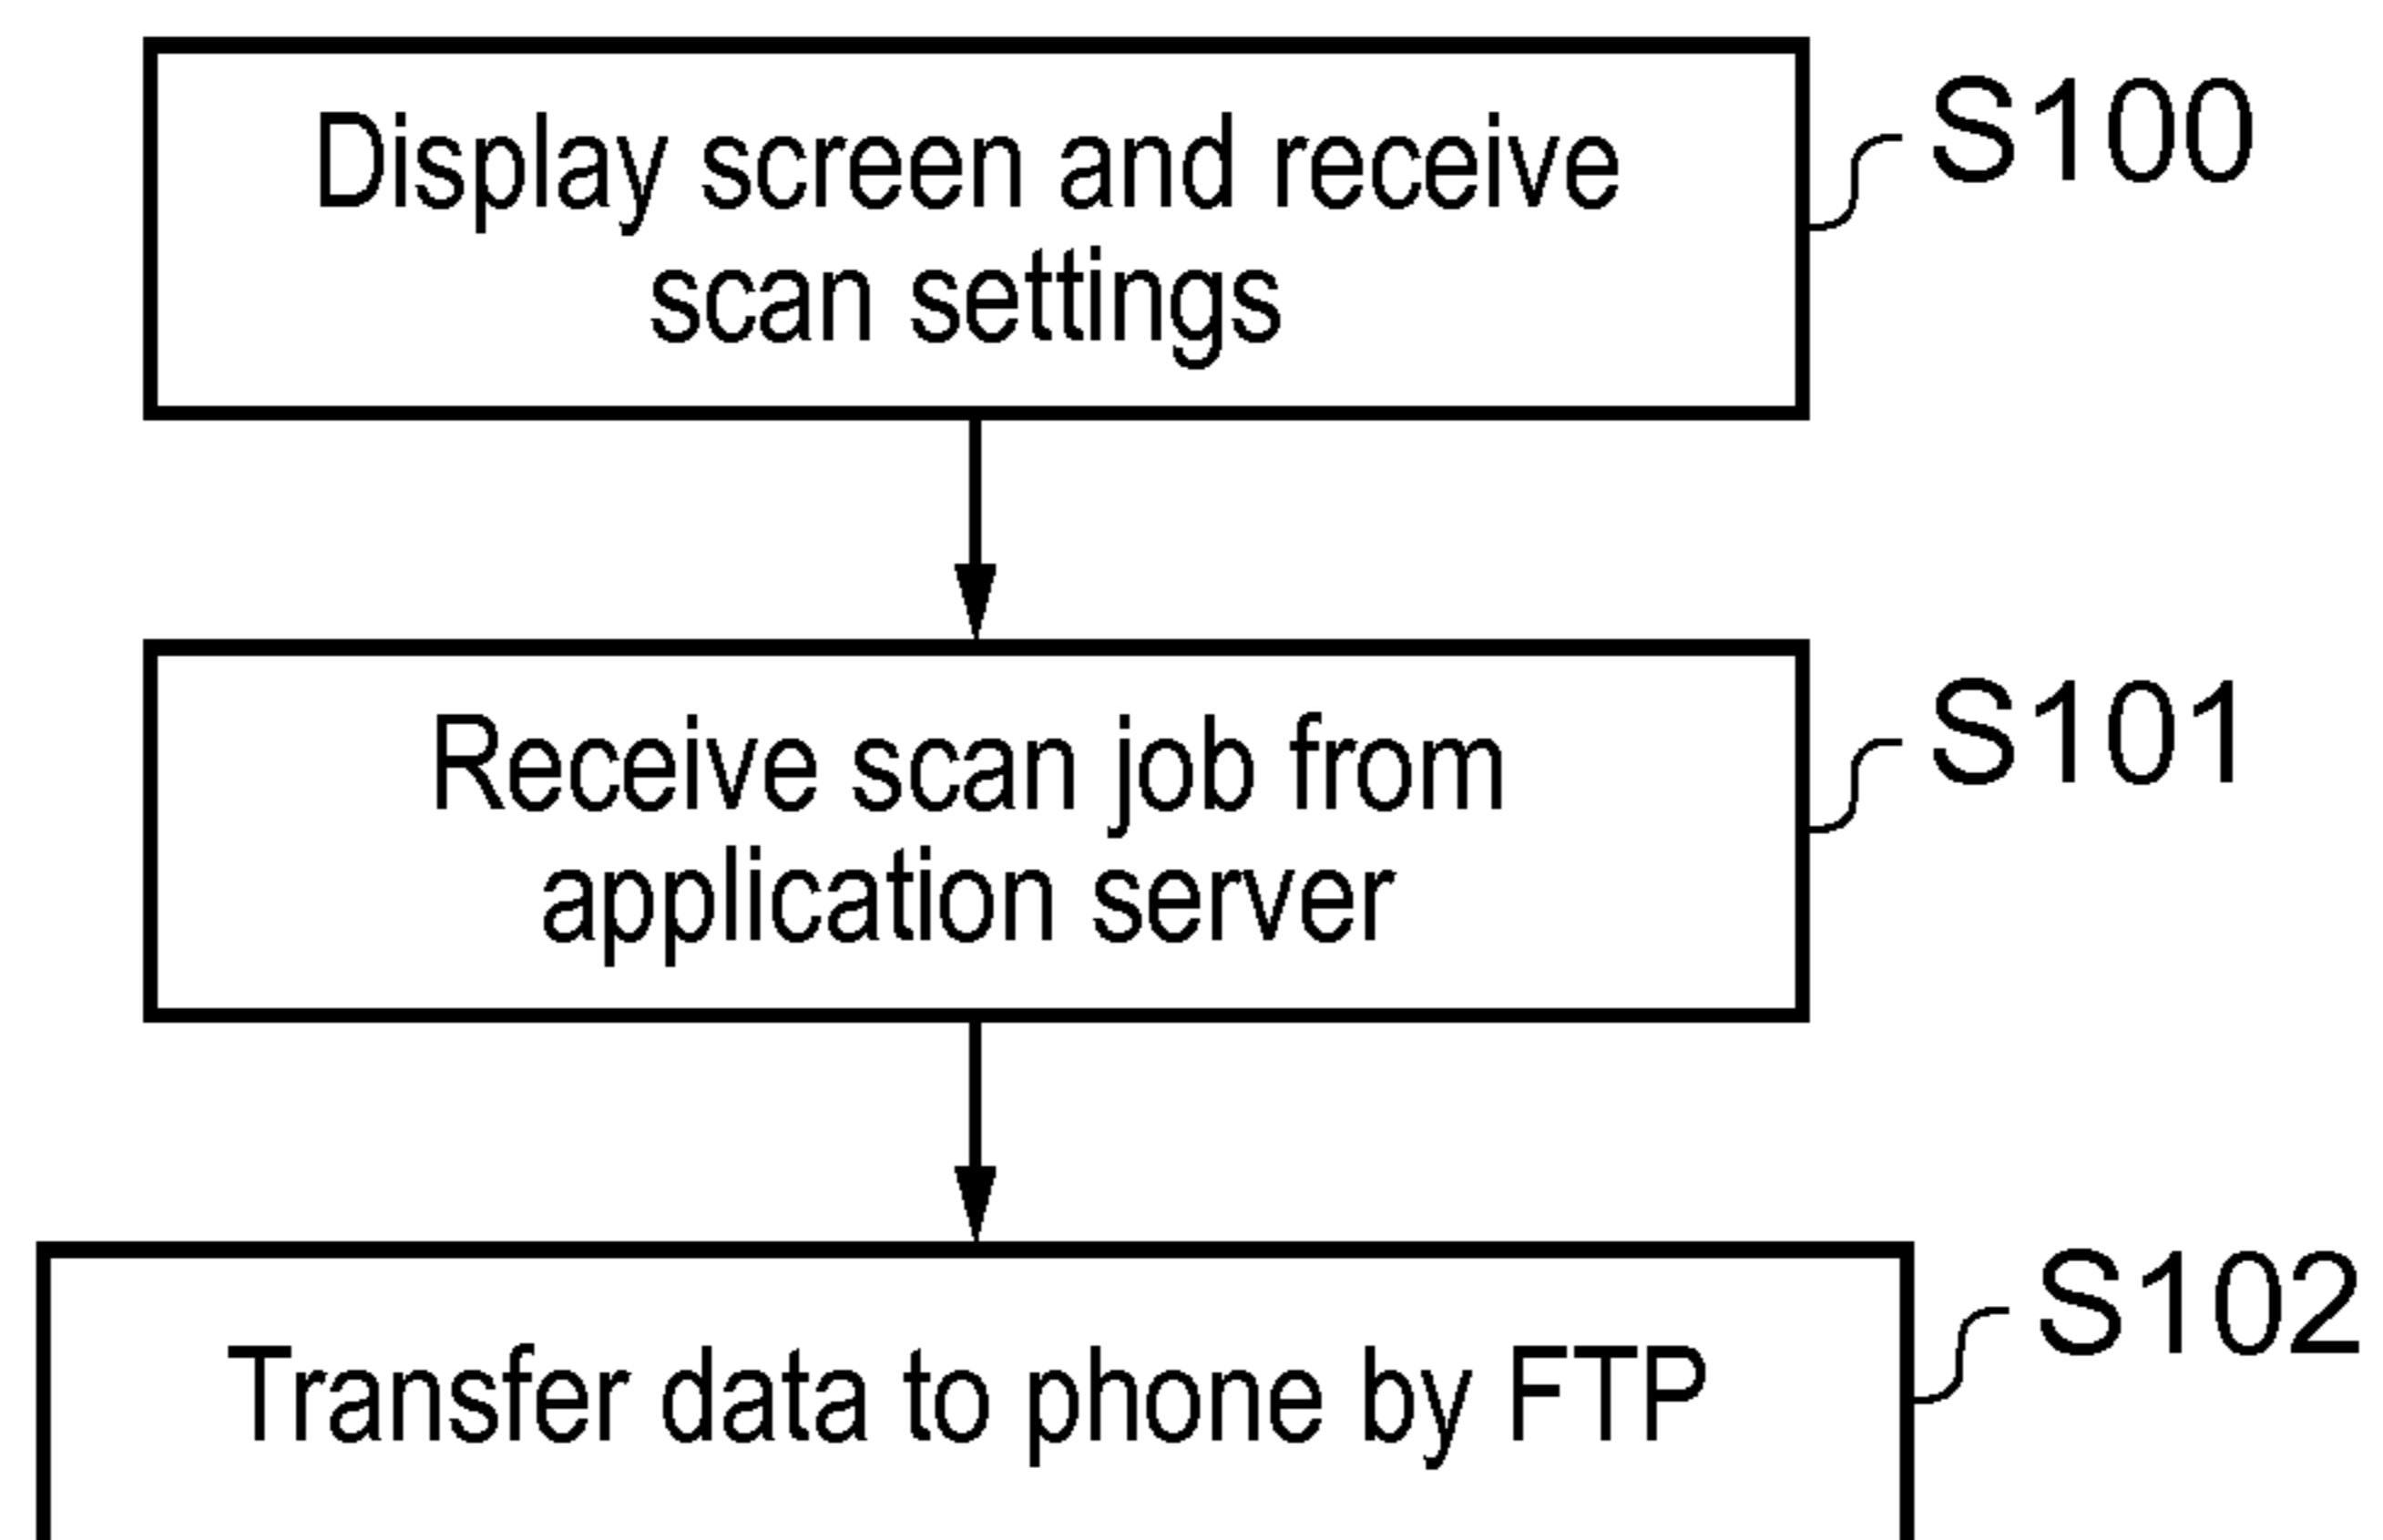 Display screen and receive
scan settings
S100
Receive scan job from
application server
S101
Transfer data to phone by FTP
S102